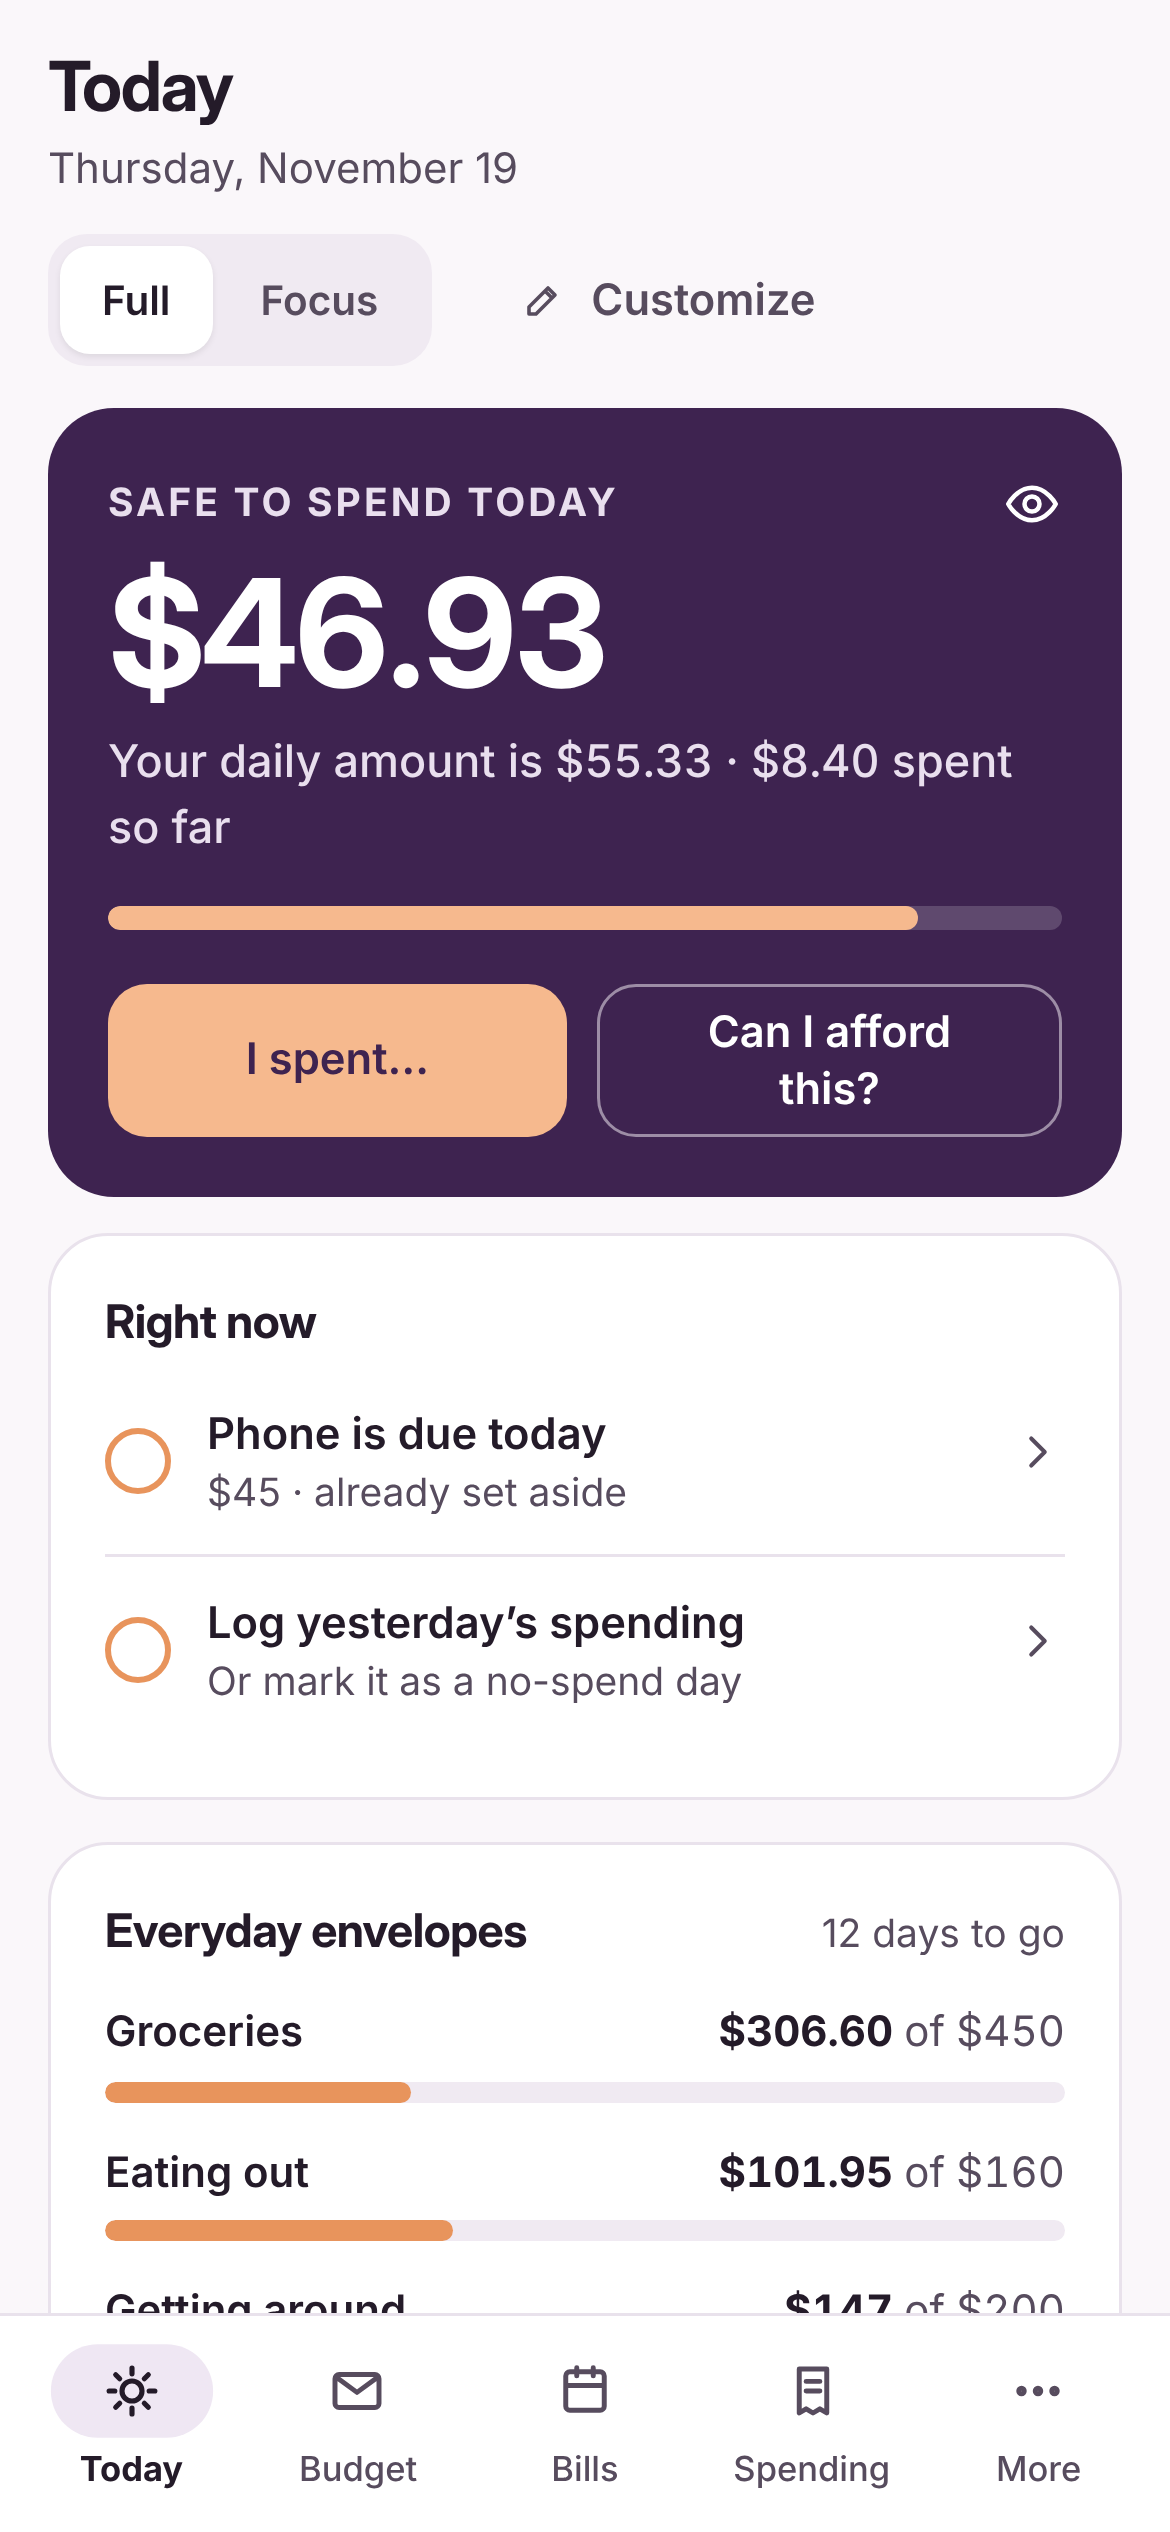 Today
Thursday, November 19
Full
Focus
Customize
SAFE TO SPEND TODAY
$46.93
Your daily amount is $55.33 · $8.40 spent
so far
I spent...
Can I afford
this?
Right now
Phone is due today
$45 · already set aside
Log yesterday’s spending
Or mark it as a no-spend day
Everyday envelopes
12 days to go
Groceries
$306.60 of $450
Eating out
$101.95 of $160
Getting around
$147 of $200
Today
Budget
Bills
Spending
More